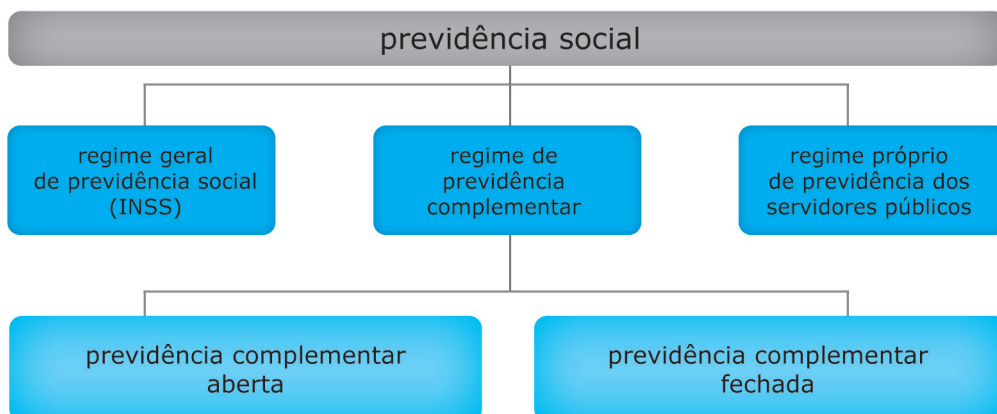 previdência social
regime geral
de previdência social
(INSS)
regime de
previdência
complementar
regime próprio
de previdência dos
servidores públicos
previdência complementar
aberta
previdência complementar
fechada